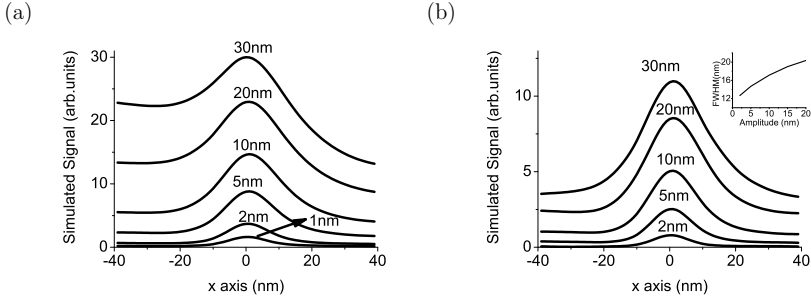 (a)
Simulated Signal (arb.units)
30
20
10
0
30nm
20nm
10nm
5nm
2nm
1nm
-40 -20 0 20 40
x axis (nm)
(b)
Simulated Signal (arb.units)
10
5
0
30nm
20nm
10nm
5nm
2nm
-40 -20 0 20 40
x axis (nm)
FWHM(nm)
20
16
12
0 5 10 15 20
Amplitude (nm)